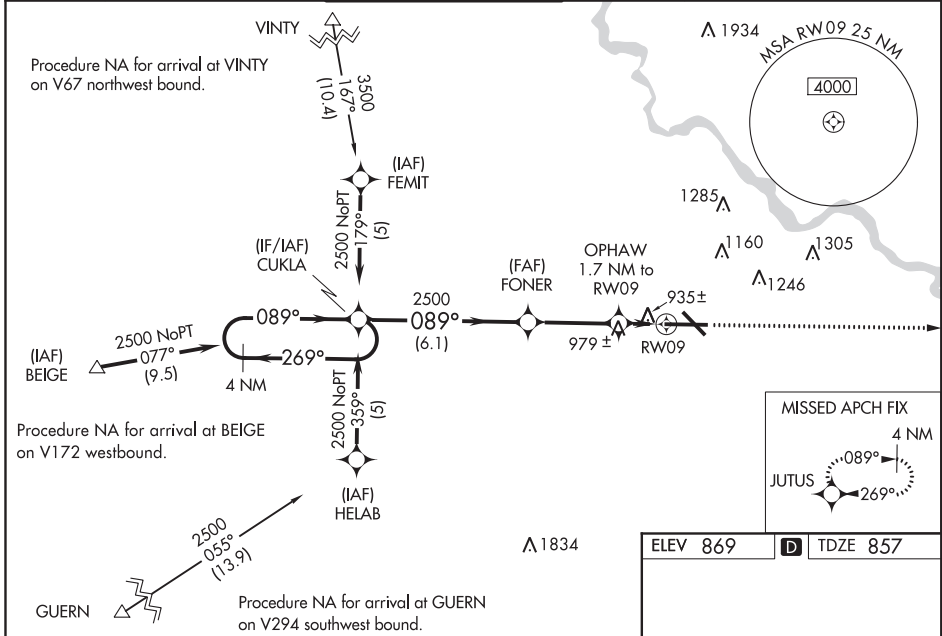 VINTY
Procedure NA for arrival at VINTY
on V67 northwest bound.
3500
167°
(10.4)
1934
MSA RW09 25 NM
4000
(IAF)
FEMIT
2500 NoPT
179°
(5)
1285
1160
1305
1246
(IF/IAF)
CUKLA
(FAF)
FONER
OPHAW
1.7 NM to
RW09
935±
979±
RW09
2500
089°
(6.1)
089°
269°
4 NM
2500 NoPT
077°
(9.5)
(IAF)
BEIGE
2500 NoPT
359°
(5)
Procedure NA for arrival at BEIGE
on V172 westbound.
(IAF)
HELAB
MISSED APCH FIX
4 NM
089°
JUTUS
269°
2500
055°
(13.9)
1834
ELEV 869 D TDZE 857
GUERN
Procedure NA for arrival at GUERN
on V294 southwest bound.